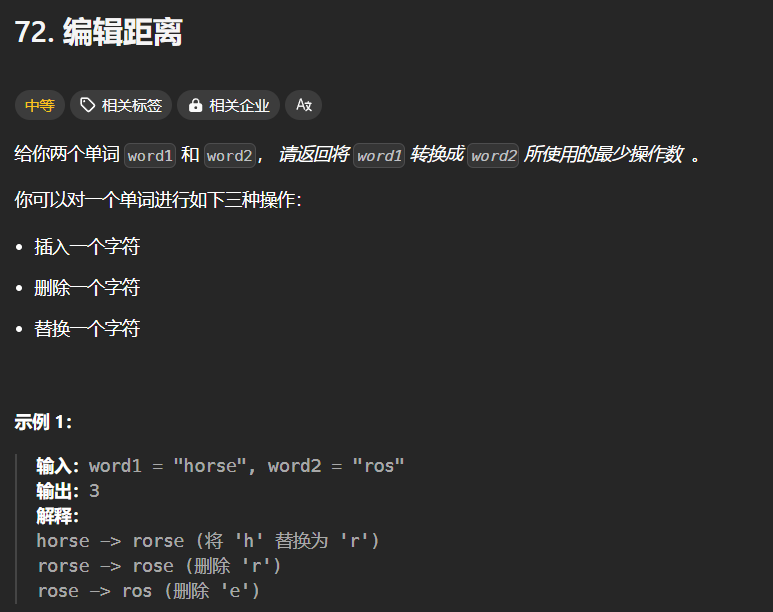 72. 编辑距离
中等 相关标签 相关企业
给你两个单词 word1 和 word2， 请返回将 word1 转换成 word2 所使用的最少操作数 。
你可以对一个单词进行如下三种操作：
• 插入一个字符
• 删除一个字符
• 替换一个字符
示例 1：
输入：word1 = "horse", word2 = "ros"
输出：3
解释：
horse -> rorse (将 'h' 替换为 'r')
rorse -> rose (删除 'r')
rose -> ros (删除 'e')